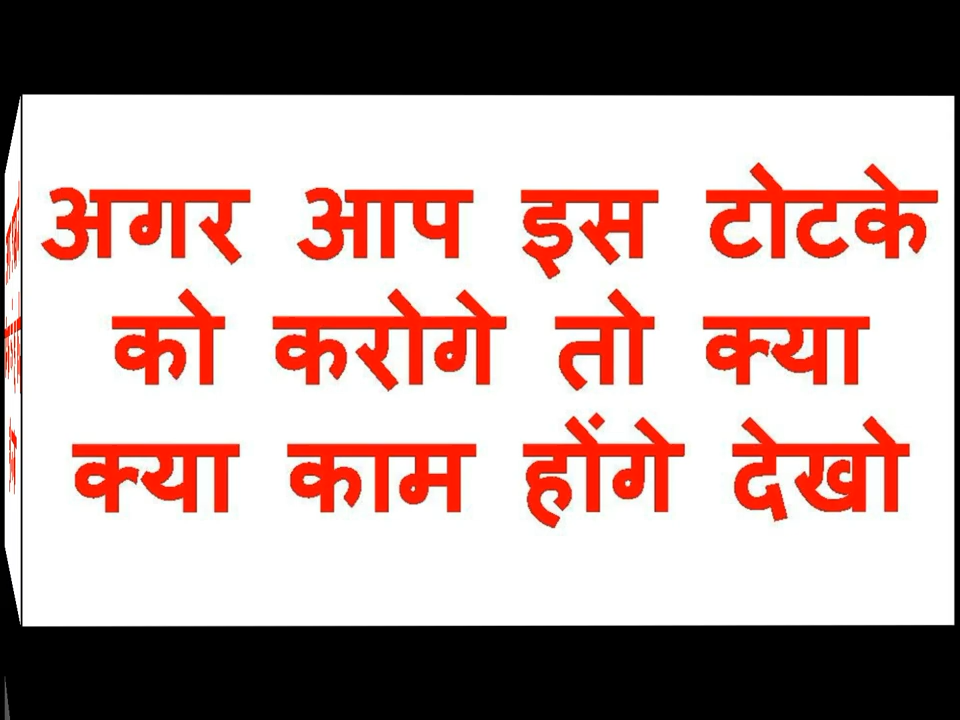 अगर आप इस टोटके
को करोगे तो क्या
क्या काम होंगे देखो